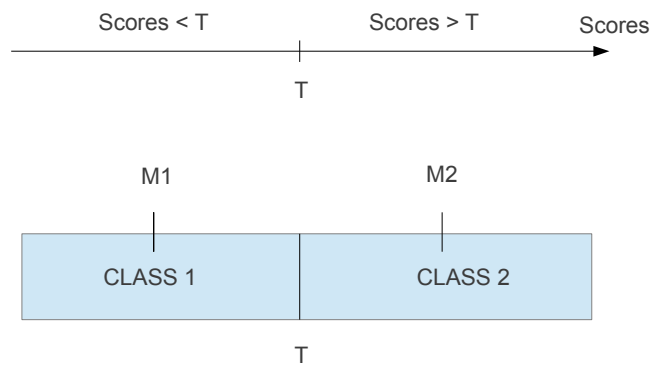 Scores < T Scores > T Scores
T
M1 M2
CLASS 1 CLASS 2
T